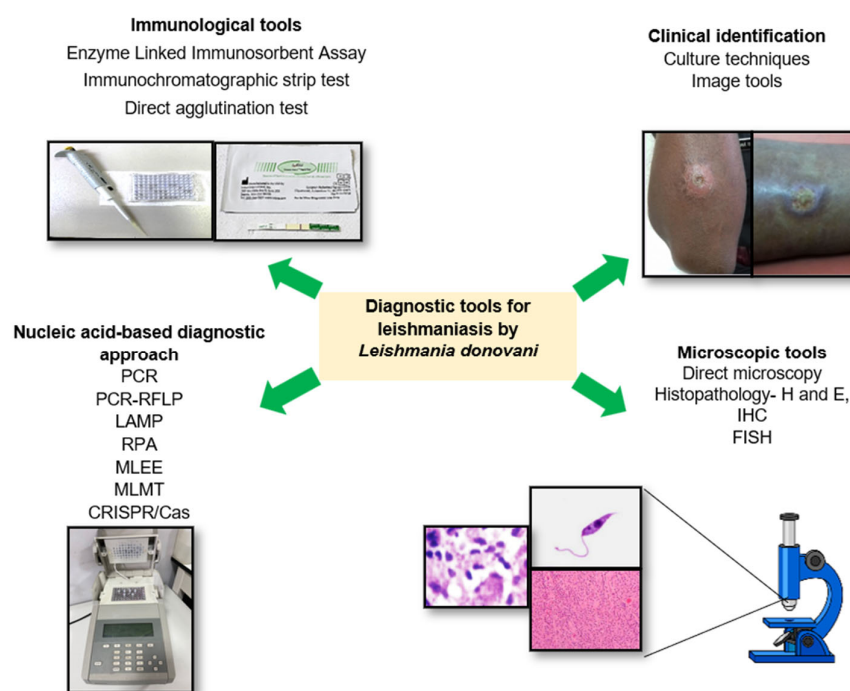 Immunological tools
Enzyme Linked Immunosorbent Assay
Immunochromatographic strip test
Direct agglutination test
Clinical identification
Culture techniques
Image tools
Diagnostic tools for
leishmaniasis by
Leishmania donovani
Nucleic acid-based diagnostic
approach
PCR
PCR-RFLP
LAMP
RPA
MLEE
MLMT
CRISPR/Cas
Microscopic tools
Direct microscopy
Histopathology- H and E,
IHC
FISH